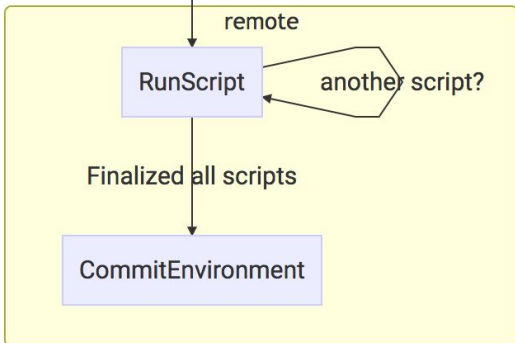 remote
RunScript
another script?
Finalized all scripts
CommitEnvironment